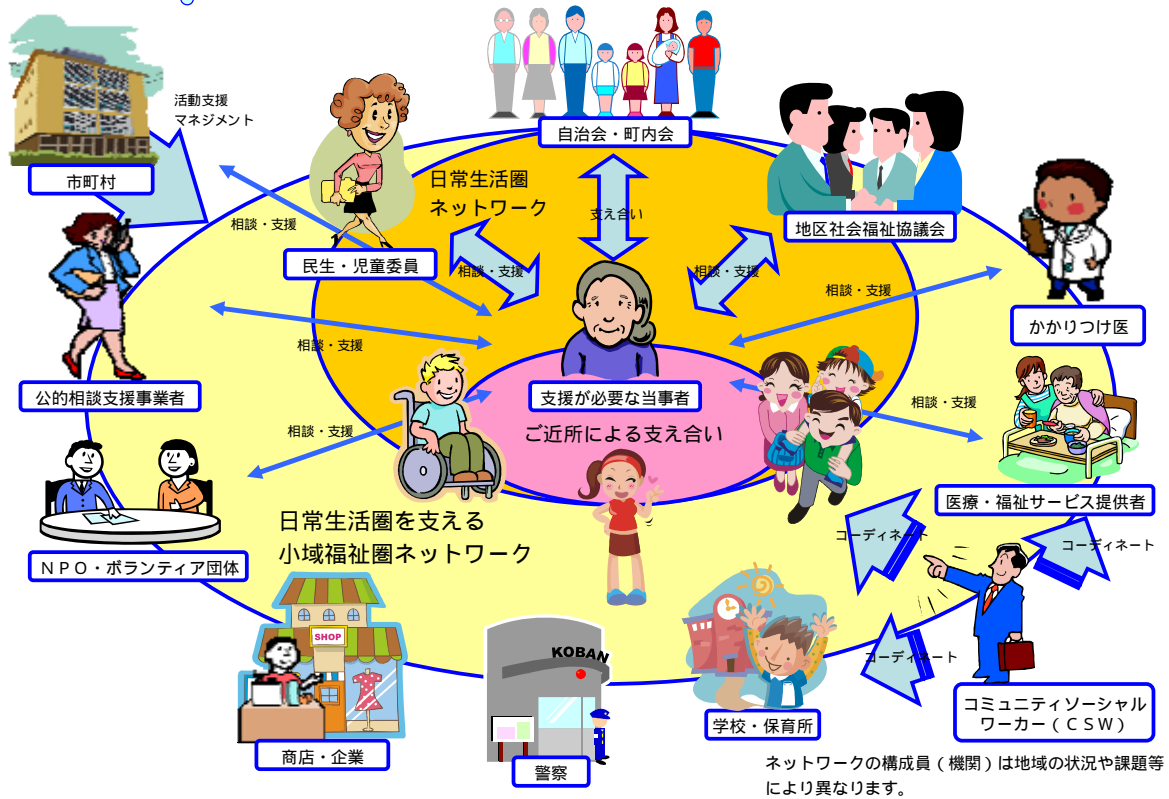 活動支援
マネジメント
市町村
自治会・町内会
日常生活圏
ネットワーク
支え合い
相談・支援
民生・児童委員
相談・支援
相談・支援
地区社会福祉協議会
相談・支援
かかりつけ医
相談・支援
公的相談支援事業者
支援が必要な当事者
ご近所による支え合い
相談・支援
相談・支援
医療・福祉サービス提供者
日常生活圏を支える
小域福祉圏ネットワーク
NPO・ボランティア団体
コーディネート
コーディネート
コーディネート
SHOP
KOBAN
商店・企業
警察
学校・保育所
コミュニティソーシャル
ワーカー(CSW)
ネットワークの構成員(機関)は地域の状況や課題等
により異なります。